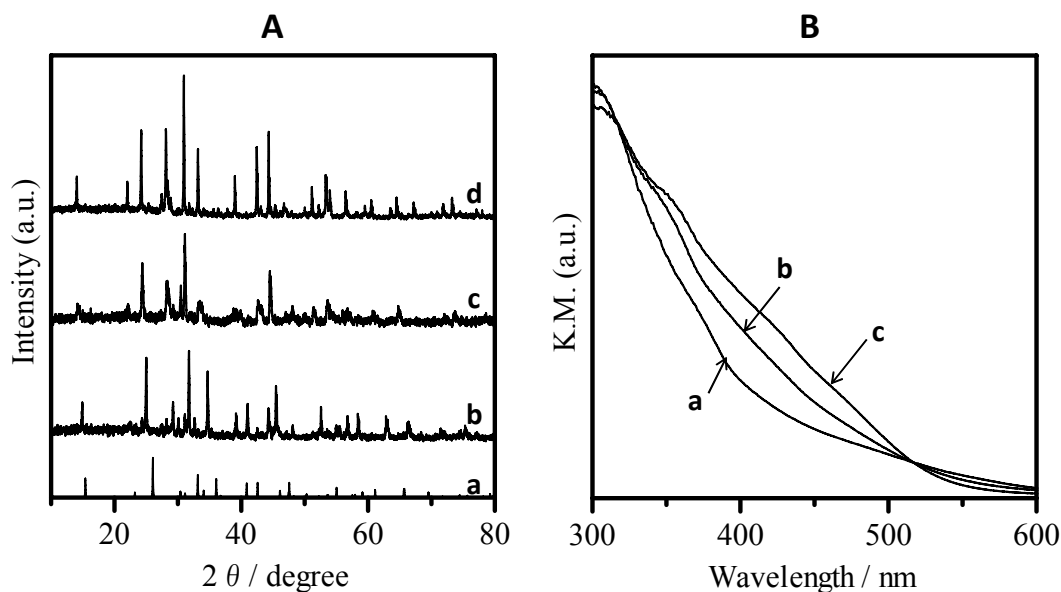 A
Intensity (a.u.)
d
c
b
a
20 40 60 80
2 θ / degree
B
K.M. (a.u.)
b
c
a
300 400 500 600
Wavelength / nm